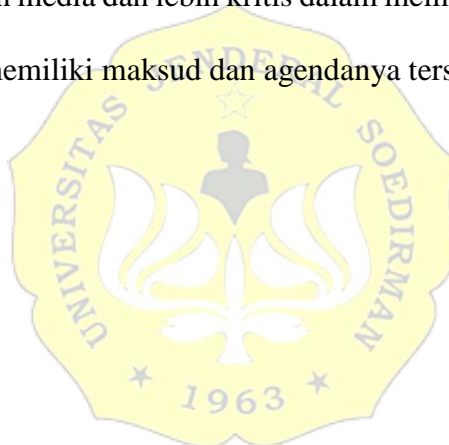 media dan lebih kritis dalam
memiliki maksud dan agendanya
UNIVERSITAS JENDERAL SOEDIRMAN
1963